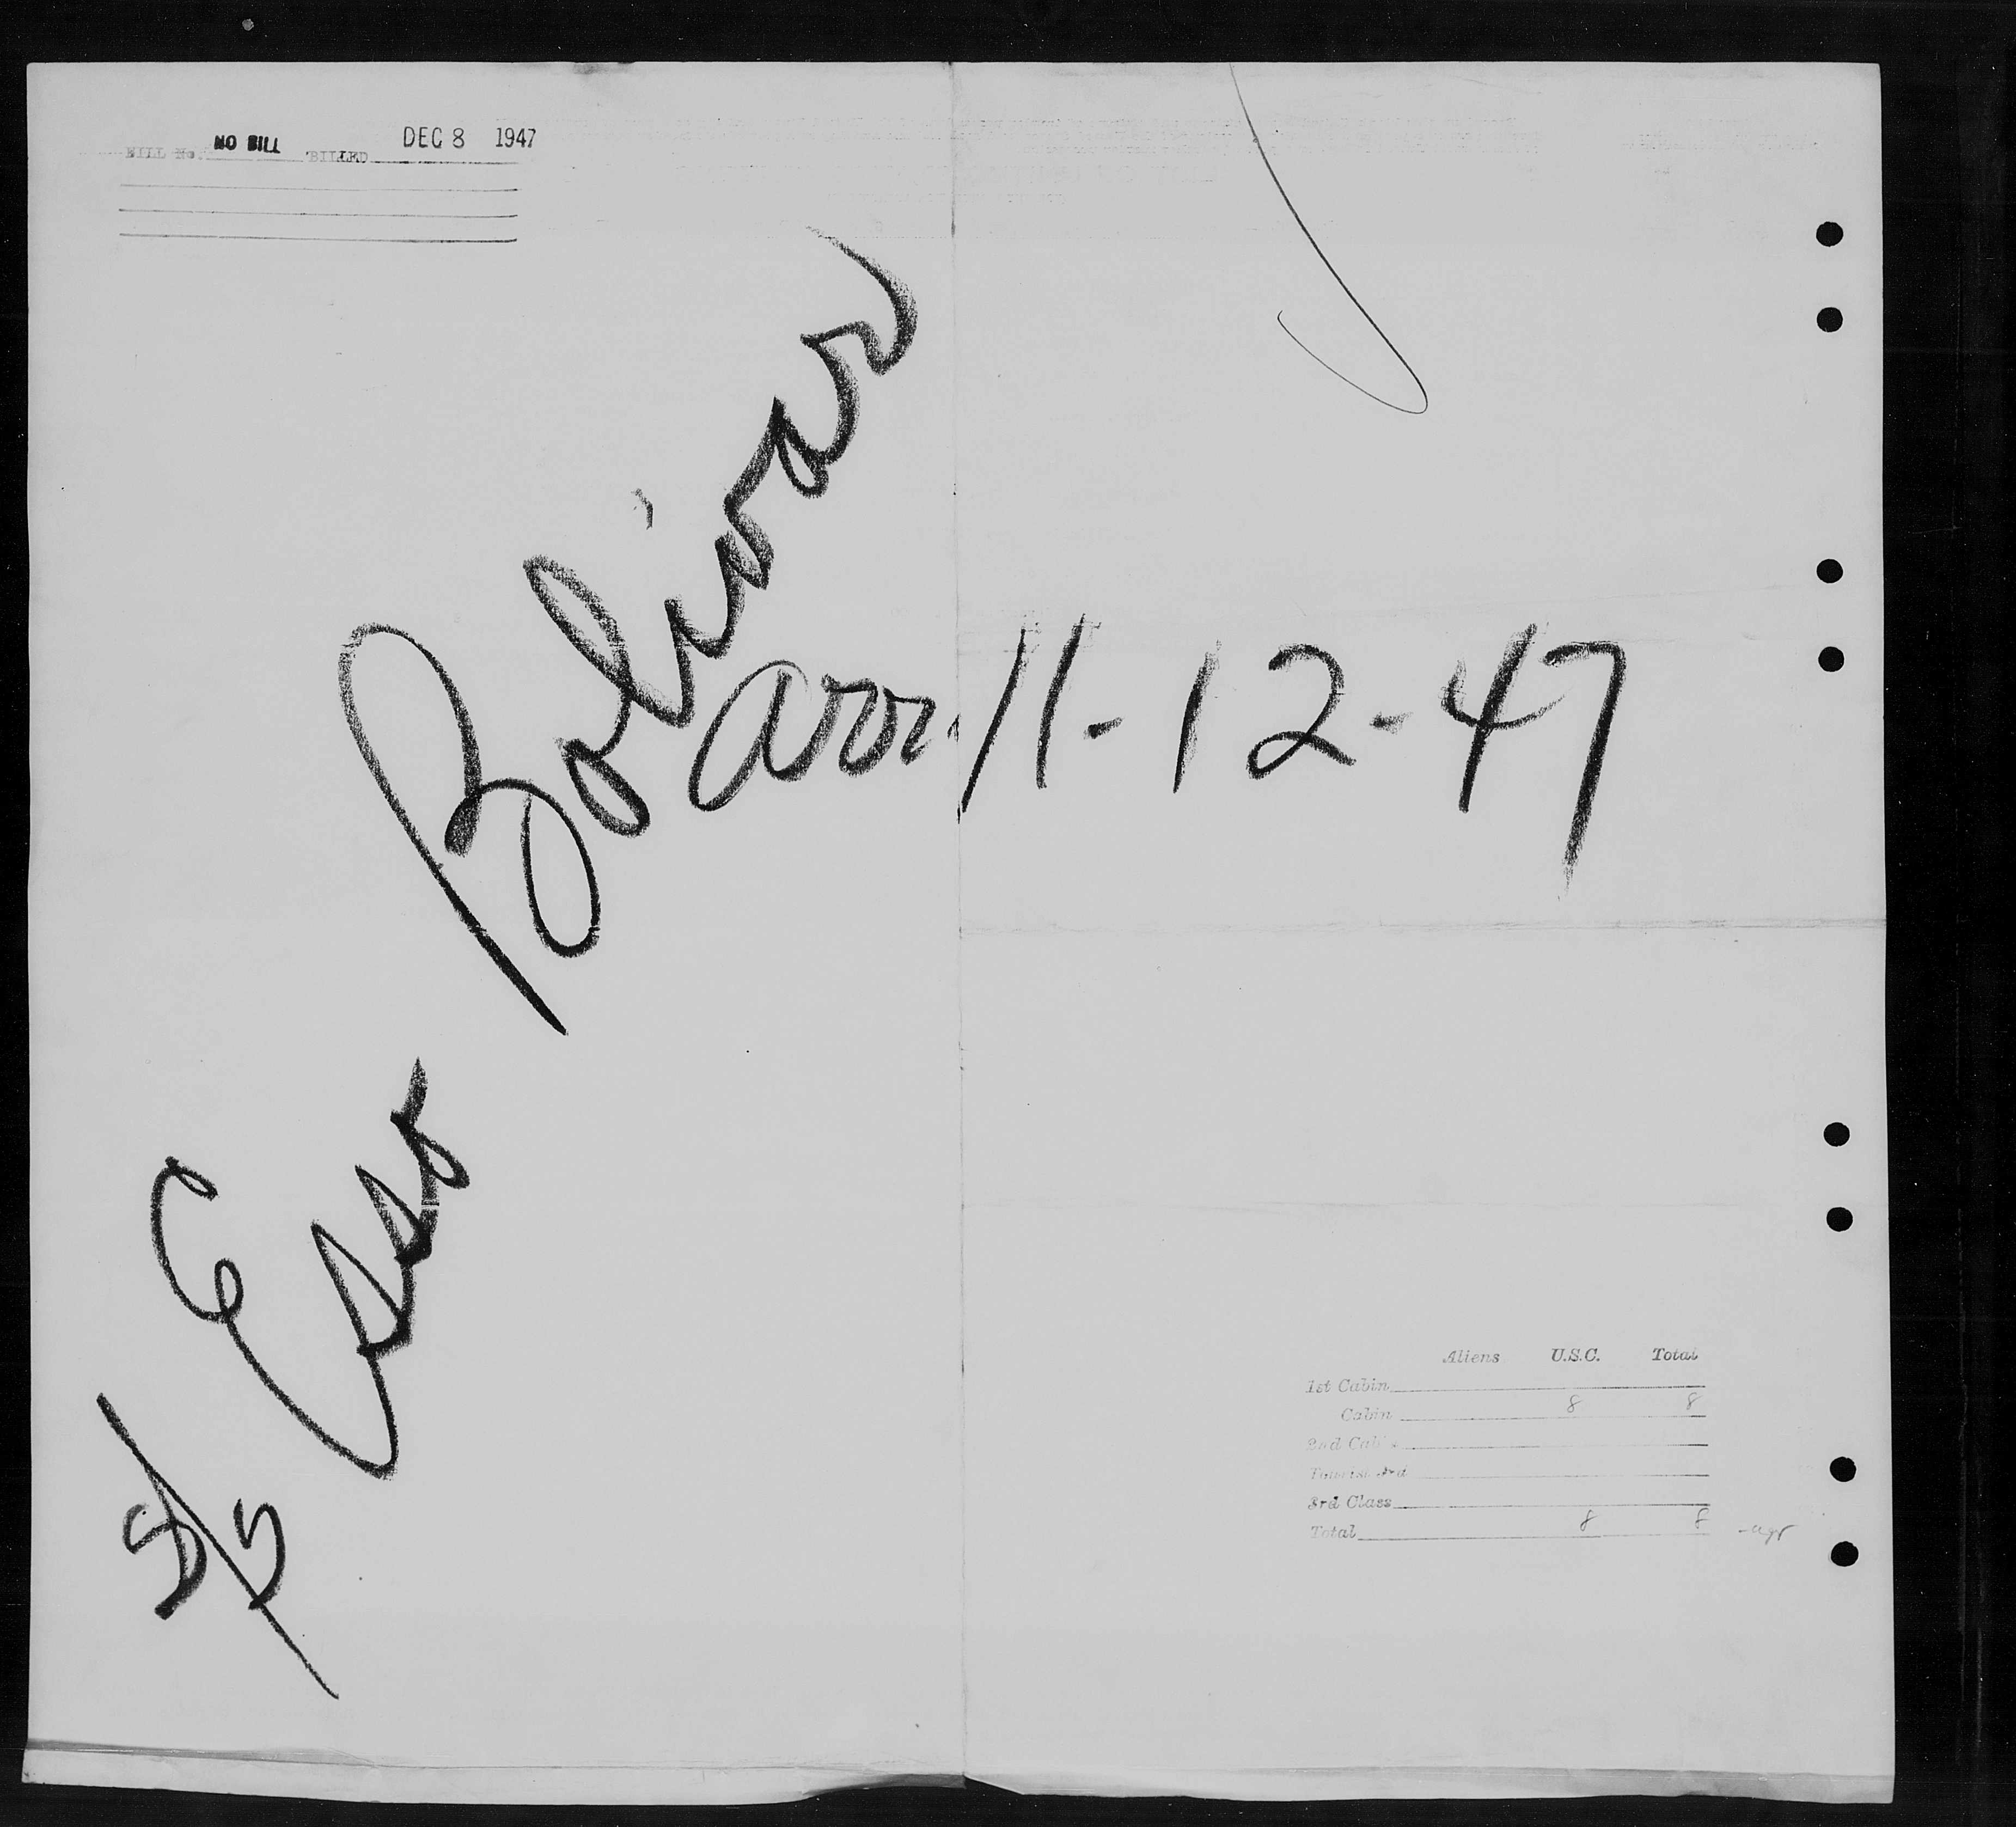 BILL No. NO BILL BILLED DEC 8 1947
S/S Esso Bolivar
arr. 11-12-47
Aliens U.S.C. Total
1st Cabin
Cabin 8 8
2nd Cabin
Tourist 3rd
3rd Class
Total 8 8